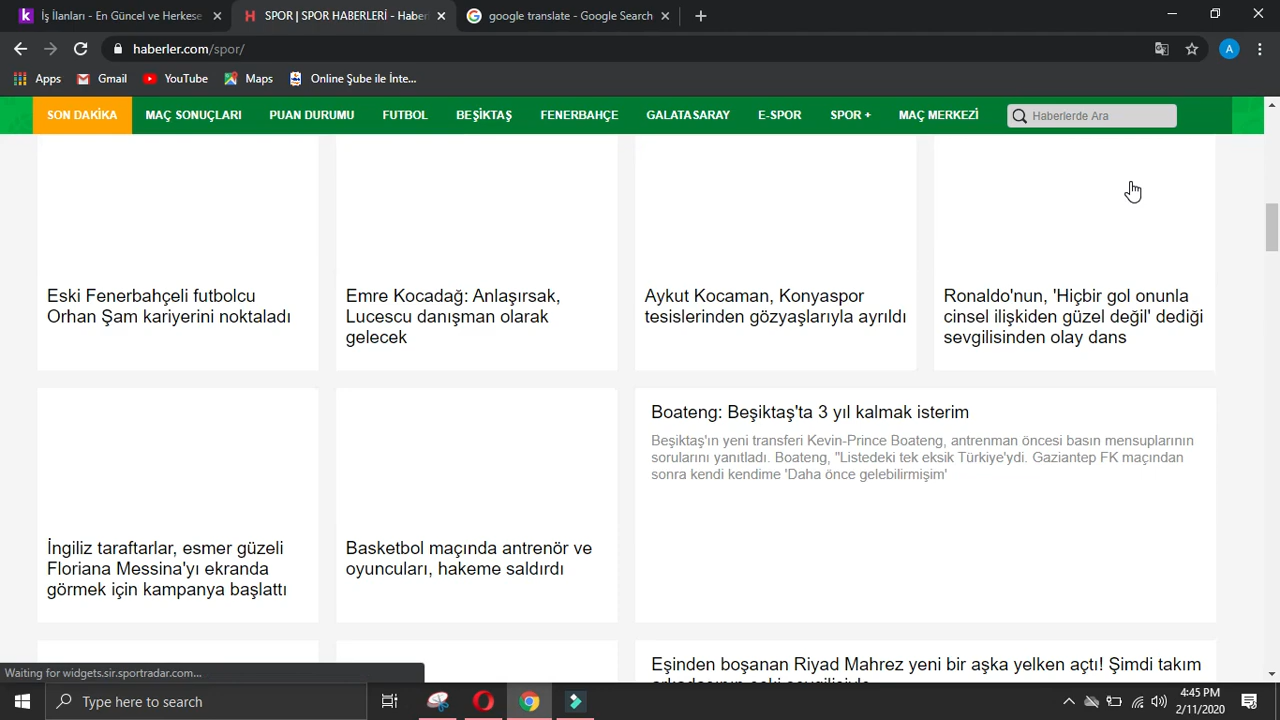 İş İlanları - En Güncel ve Herkese
SPOR | SPOR HABERLERİ - Haber
google translate - Google Search
haberler.com/spor/
A
Apps
Gmail
YouTube
Maps
Online Şube ile İnte...
SON DAKİKA
MAÇ SONUÇLARI
PUAN DURUMU
FUTBOL
BEŞİKTAŞ
FENERBAHÇE
GALATASARAY
E-SPOR
SPOR +
MAÇ MERKEZİ
Haberlerde Ara
Eski Fenerbahçeli futbolcu
Orhan Şam kariyerini noktaladı
Emre Kocadağ: Anlaşırsak,
Lucescu danışman olarak
gelecek
Aykut Kocaman, Konyaspor
tesislerinden gözyaşlarıyla ayrıldı
Ronaldo'nun, 'Hiçbir gol onunla
cinsel ilişkiden güzel değil' dediği
sevgilisinden olay dans
İngiliz taraftarlar, esmer güzeli
Floriana Messina'yı ekranda
görmek için kampanya başlattı
Basketbol maçında antrenör ve
oyuncuları, hakeme saldırdı
Boateng: Beşiktaş'ta 3 yıl kalmak isterim
Beşiktaş'ın yeni transferi Kevin-Prince Boateng, antrenman öncesi basın mensuplarının
sorularını yanıtladı. Boateng, "Listedeki tek eksik Türkiye'ydi. Gaziantep FK maçından
sonra kendi kendime 'Daha önce gelebilirmişim'
Eşinden boşanan Riyad Mahrez yeni bir aşka yelken açtı! Şimdi takım
Waiting for widgets.sir.sportradar.com...
Type here to search
4:45 PM
2/11/2020